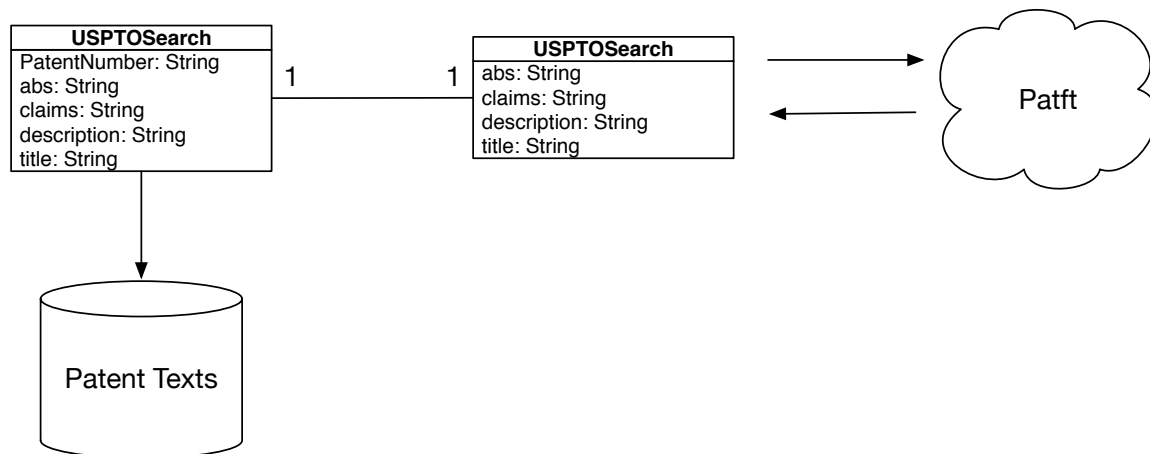 USPTOSearch
PatentNumber: String
abs: String
claims: String
description: String
title: String
1
1
USPTOSearch
abs: String
claims: String
description: String
title: String
Patft
Patent Texts